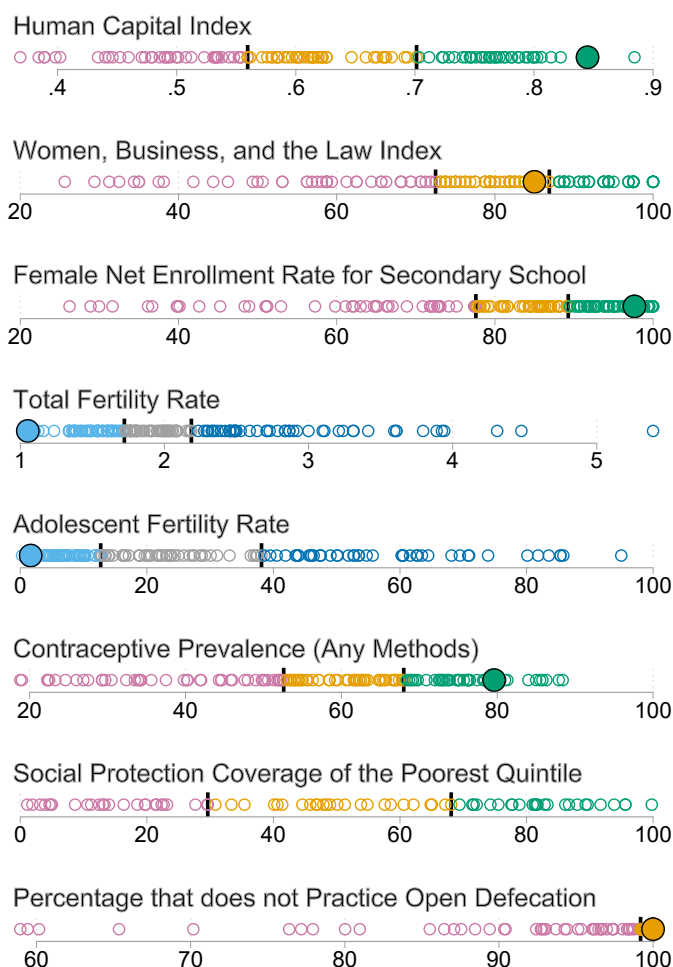 Human Capital Index
.4 .5 .6 .7 .8 .9
Women, Business, and the Law Index
20 40 60 80 100
Female Net Enrollment Rate for Secondary School
20 40 60 80 100
Total Fertility Rate
1 2 3 4 5
Adolescent Fertility Rate
0 20 40 60 80 100
Contraceptive Prevalence (Any Methods)
20 40 60 80 100
Social Protection Coverage of the Poorest Quintile
0 20 40 60 80 100
Percentage that does not Practice Open Defecation
60 70 80 90 100